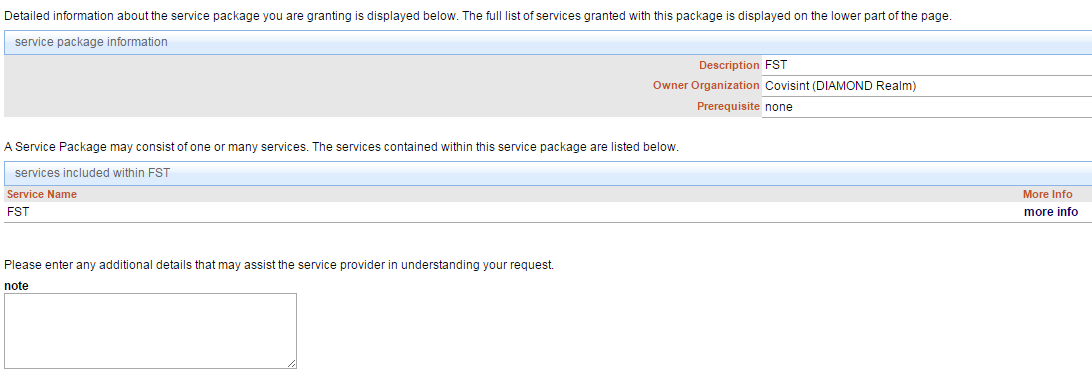 Detailed information about the service package you are granting is displayed below. The full list of services granted with this package is displayed on the lower part of the page.
service package information
Description FST
Owner Organization Covisint (DIAMOND Realm)
Prerequisite none
A Service Package may consist of one or many services. The services contained within this service package are listed below.
services included within FST
Service Name More Info
FST more info
Please enter any additional details that may assist the service provider in understanding your request.
note